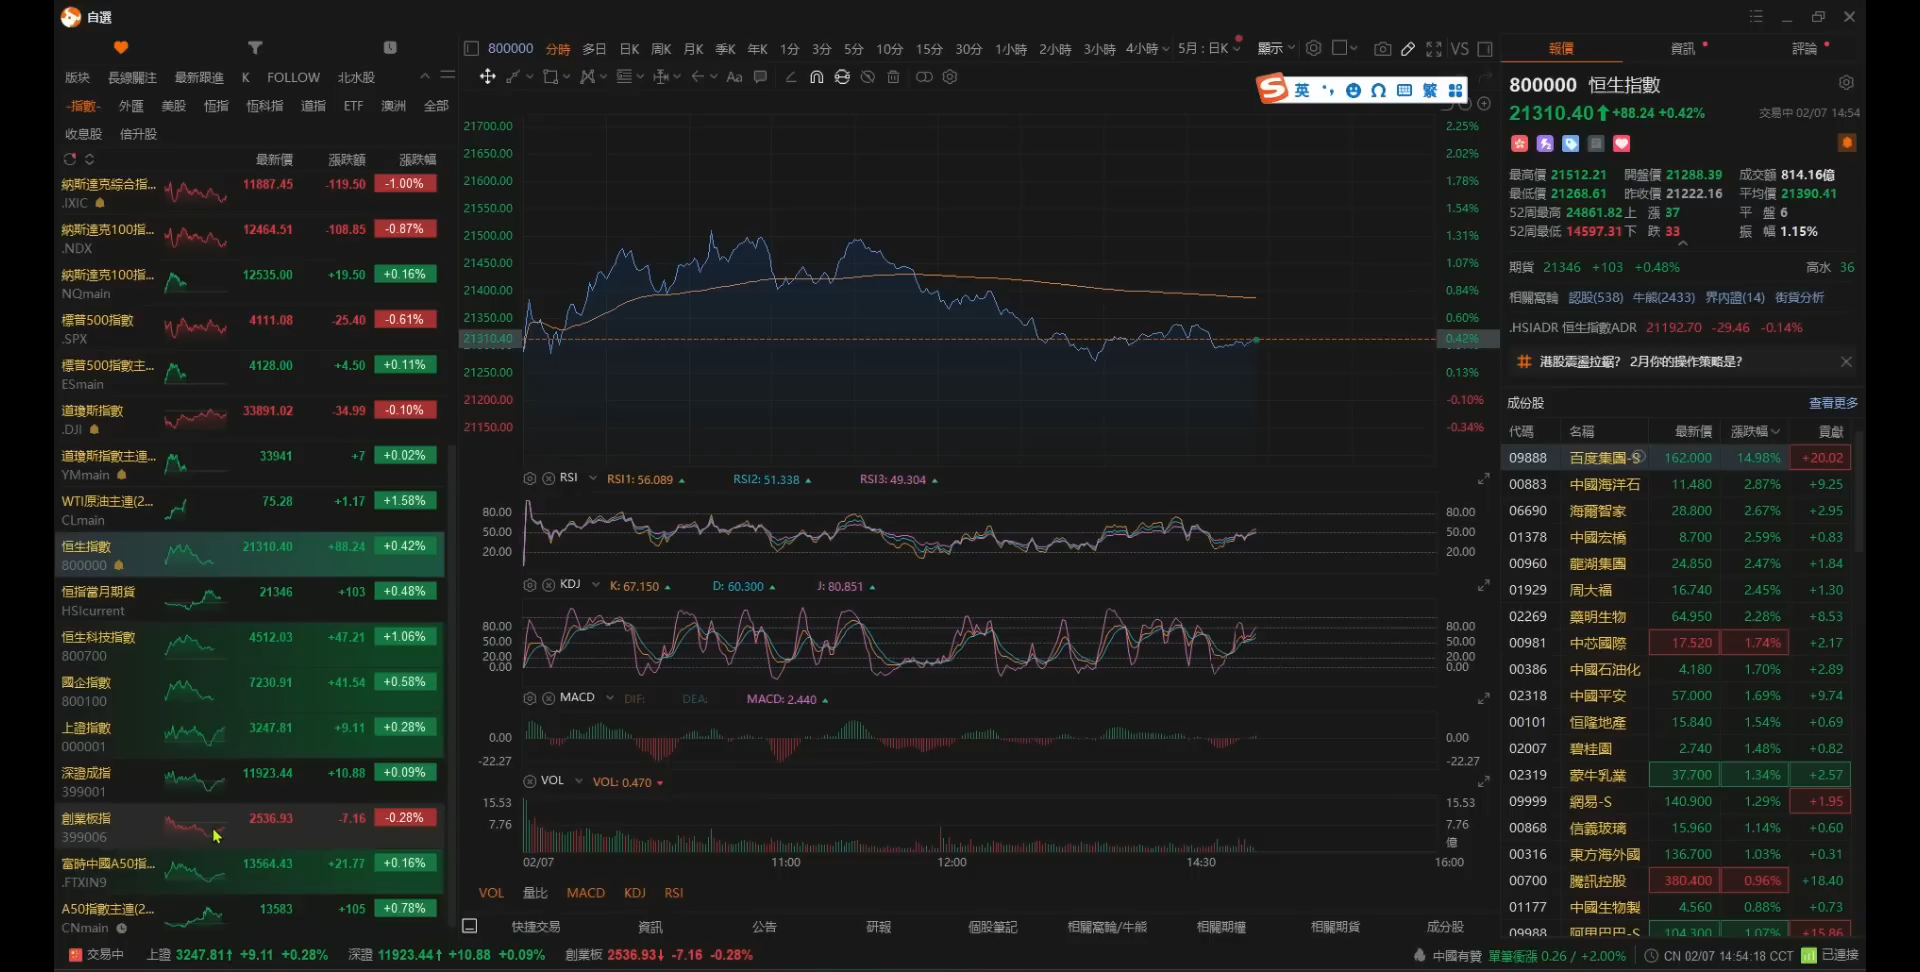 自選
版块 長線關注 最新跟進 K FOLLOW 北水股
-指數- 外匯 美股 恆指 恆科指 道指 ETF 澳洲 全部
收息股 倍升股
最新價 漲跌額 漲跌幅
納斯達克綜合指... 11887.45 -119.50 -1.00%
.IXIC
納斯達克100指... 12464.51 -108.85 -0.87%
.NDX
納斯達克100指... 12535.00 +19.50 +0.16%
NQmain
標普500指數 4111.08 -25.40 -0.61%
.SPX
標普500指數主... 4128.00 +4.50 +0.11%
ESmain
道瓊斯指數 33891.02 -34.99 -0.10%
.DJI
道瓊斯指數主連... 33941 +7 +0.02%
YMmain
WTI原油主連(2... 75.28 +1.17 +1.58%
CLmain
恒生指數 21310.40 +88.24 +0.42%
800000
恒指當月期貨 21346 +103 +0.48%
HSIcurrent
恒生科技指數 4512.03 +47.21 +1.06%
800700
國企指數 7230.91 +41.54 +0.58%
800100
上證指數 3247.81 +9.11 +0.28%
000001
深證成指 11923.44 +10.88 +0.09%
399001
創業板指 2536.93 -7.16 -0.28%
399006
富時中國A50指... 13564.43 +21.77 +0.16%
.FTXIN9
A50指數主連(2... 13583 +105 +0.78%
CNmain
800000 分時 多日 日K 周K 月K 季K 年K 1分 3分 5分 10分 15分 30分 1小時 2小時 3小時 4小時 5月 : 日K 顯示 VS
Aa
英 繁
21700.00 2.25%
21650.00 2.02%
21600.00 1.78%
21550.00 1.54%
21500.00 1.31%
21450.00 1.07%
21400.00 0.84%
21350.00 0.60%
21310.40 0.42%
21250.00 0.13%
21200.00 -0.10%
21150.00 -0.34%
RSI RSI1: 56.089 RSI2: 51.338 RSI3: 49.304
80.00 80.00
50.00 50.00
20.00 20.00
KDJ K: 67.150 D: 60.300 J: 80.851
80.00 80.00
50.00 50.00
20.00 20.00
0.00 0.00
MACD DIF: DEA: MACD: 2.440
0.00 0.00
-22.27 -22.27
VOL VOL: 0.470
15.53 15.53
7.76 7.76
億
02/07 11:00 12:00 14:30 16:00
VOL 量比 MACD KDJ RSI
快捷交易 資訊 公告 研報 個股筆記 相關窩輪/牛熊 相關期權 相關期貨 成分股
報價 資訊 評論
800000 恒生指數
21310.40 +88.24 +0.42% 交易中 02/07 14:54
最高價 21512.21 開盤價 21288.39 成交額 814.16億
最低價 21268.61 昨收價 21222.16 平均價 21390.41
52周最高 24861.82 上 漲 37 平 盤 6
52周最低 14597.31 下 跌 33 振 幅 1.15%
期貨 21346 +103 +0.48% 高水 36
相關窩輪 認股(538) 牛熊(2433) 界內證(14) 街貨分析
.HSIADR 恒生指數ADR 21192.70 -29.46 -0.14%
港股震盪拉鋸? 2月你的操作策略是?
成份股 查看更多
代碼 名稱 最新價 漲跌幅 貢獻
09888 百度集團-S 162.000 14.98% +20.02
00883 中國海洋石 11.480 2.87% +9.25
06690 海爾智家 28.800 2.67% +2.95
01378 中國宏橋 8.700 2.59% +0.83
00960 龍湖集團 24.850 2.47% +1.84
01929 周大福 16.740 2.45% +1.30
02269 藥明生物 64.950 2.28% +8.53
00981 中芯國際 17.520 1.74% +2.17
00386 中國石油化 4.180 1.70% +2.89
02318 中國平安 57.000 1.69% +9.74
00101 恒隆地產 15.840 1.54% +0.69
02007 碧桂園 2.740 1.48% +0.82
02319 蒙牛乳業 37.700 1.34% +2.57
09999 網易-S 140.900 1.29% +1.95
00868 信義玻璃 15.960 1.14% +0.60
00316 東方海外國 136.700 1.03% +0.31
00700 騰訊控股 380.400 0.96% +18.40
01177 中國生物製 4.560 0.88% +0.73
09988 阿里巴巴-S 104.300 1.07% +15.86
交易中 上證 3247.81 +9.11 +0.28% 深證 11923.44 +10.88 +0.09% 創業板 2536.93 -7.16 -0.28%
中國有贊 單筆衝漲 0.26 / +2.00% CN 02/07 14:54:18 CCT 已連接